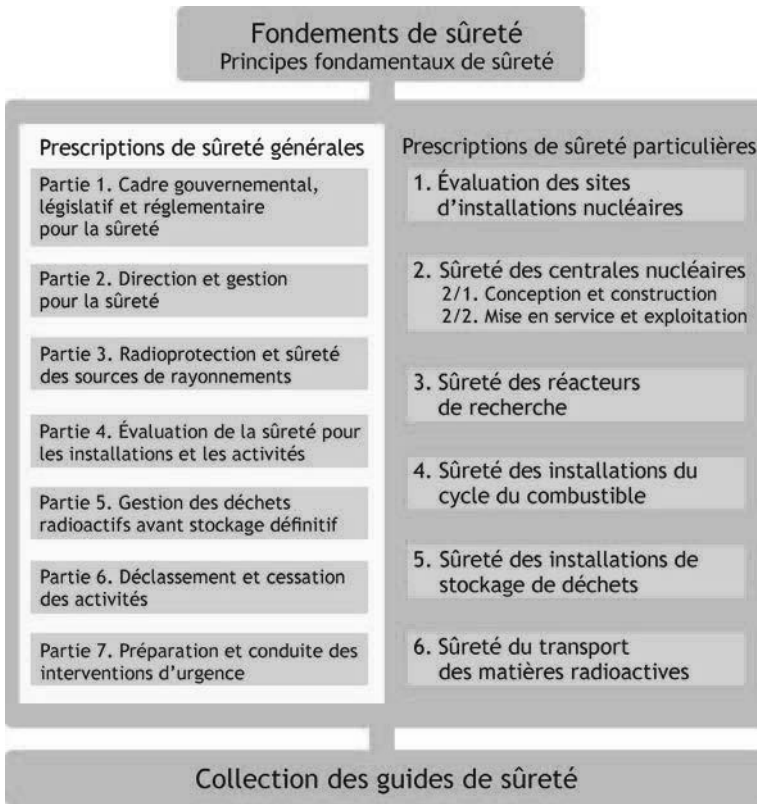 Fondements de sûreté
Principes fondamentaux de sûreté
Prescriptions de sûreté générales
Partie 1. Cadre gouvernemental,
législatif et réglementaire
pour la sûreté
Partie 2. Direction et gestion
pour la sûreté
Partie 3. Radioprotection et sûreté
des sources de rayonnements
Partie 4. Évaluation de la sûreté pour
les installations et les activités
Partie 5. Gestion des déchets
radioactifs avant stockage définitif
Partie 6. Déclassement et cessation
des activités
Partie 7. Préparation et conduite des
interventions d’urgence
Prescriptions de sûreté particulières
1. Évaluation des sites
d’installations nucléaires
2. Sûreté des centrales nucléaires
2/1. Conception et construction
2/2. Mise en service et exploitation
3. Sûreté des réacteurs
de recherche
4. Sûreté des installations du
cycle du combustible
5. Sûreté des installations de
stockage de déchets
6. Sûreté du transport
des matières radioactives
Collection des guides de sûreté